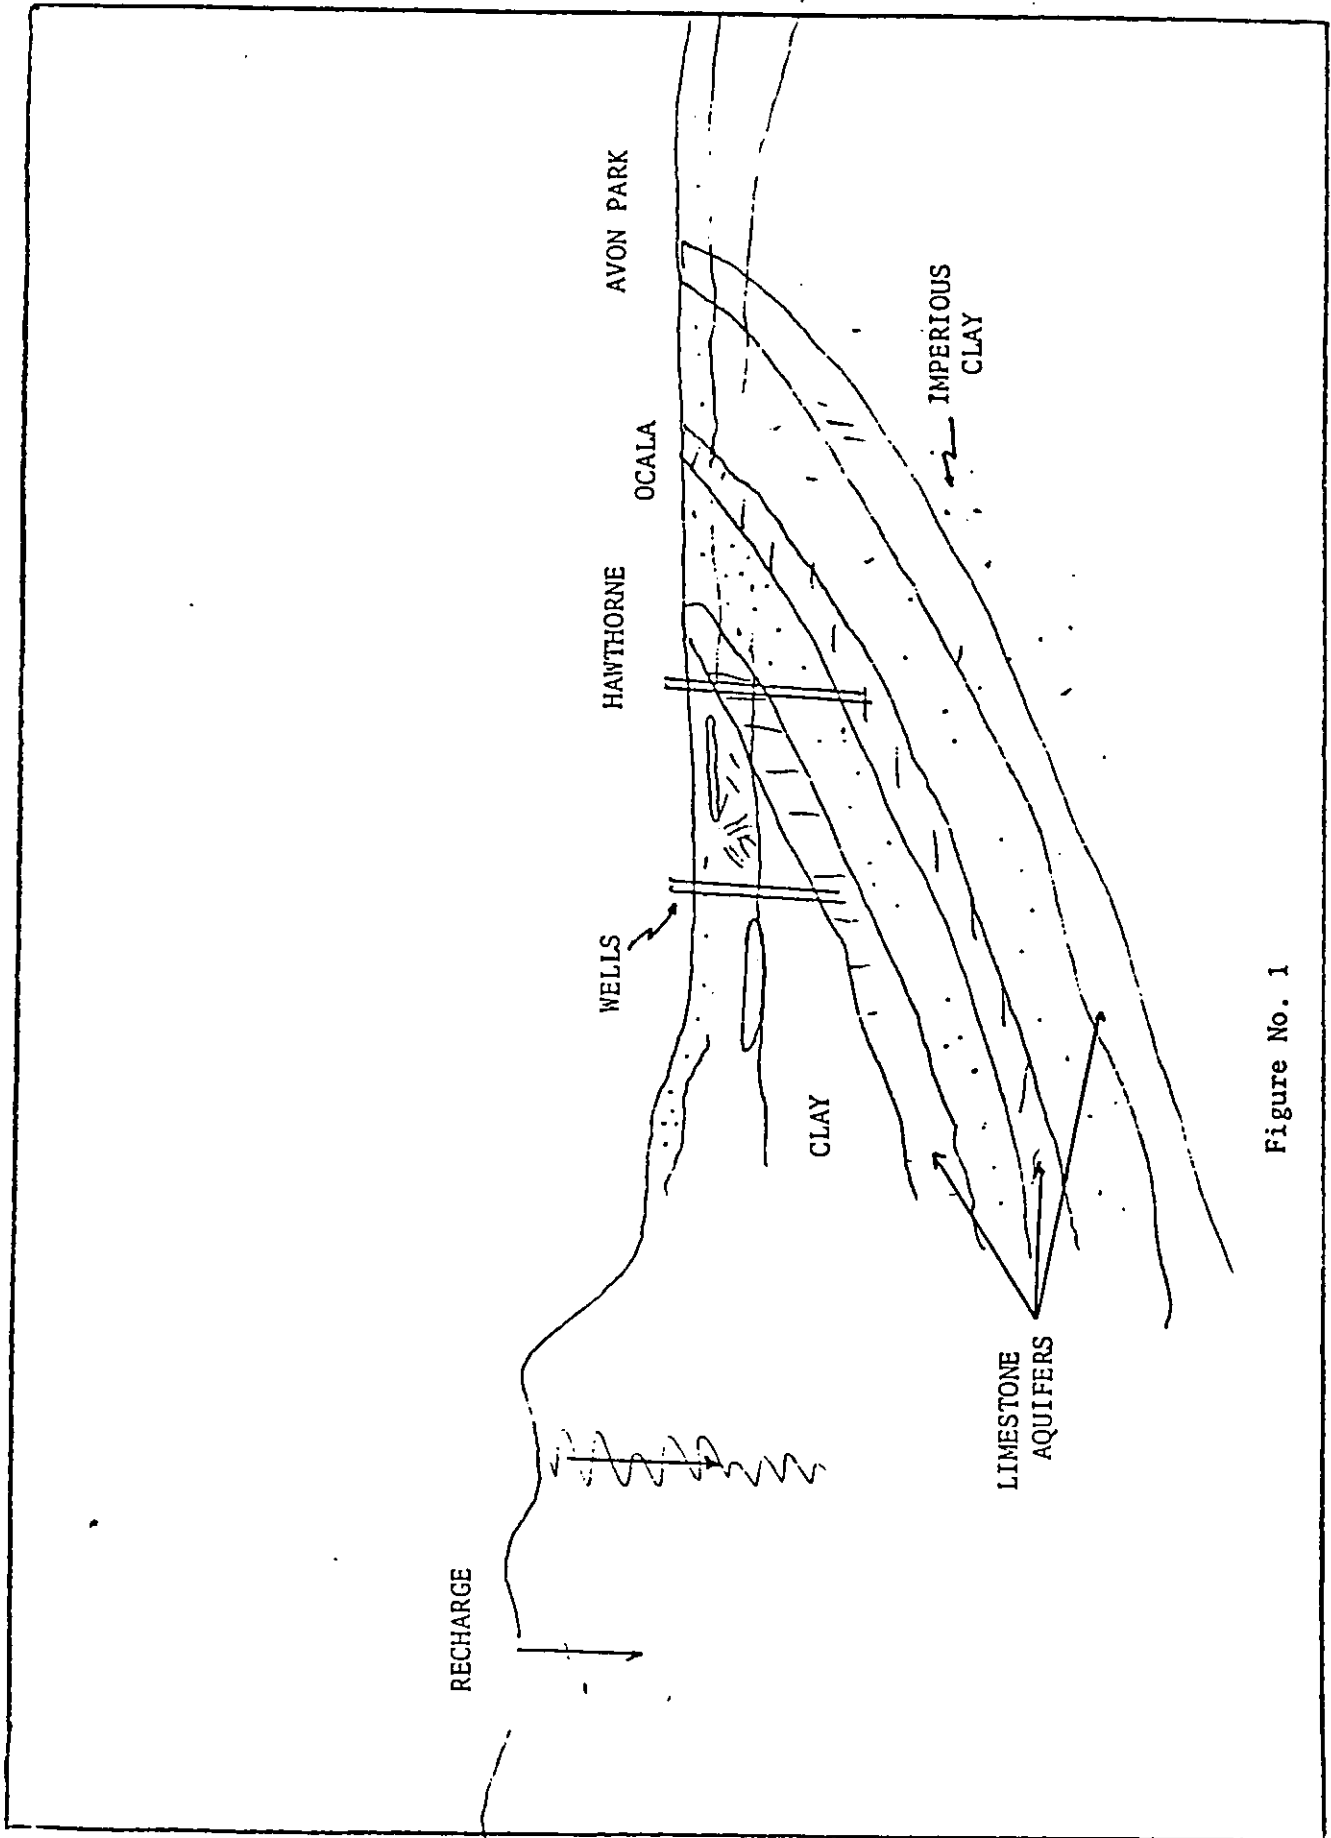 RECHARGE
WELLS
HAWTHORNE
OCALA
AVON PARK
CLAY
IMPERIOUS
CLAY
LIMESTONE
AQUIFERS
Figure No. 1